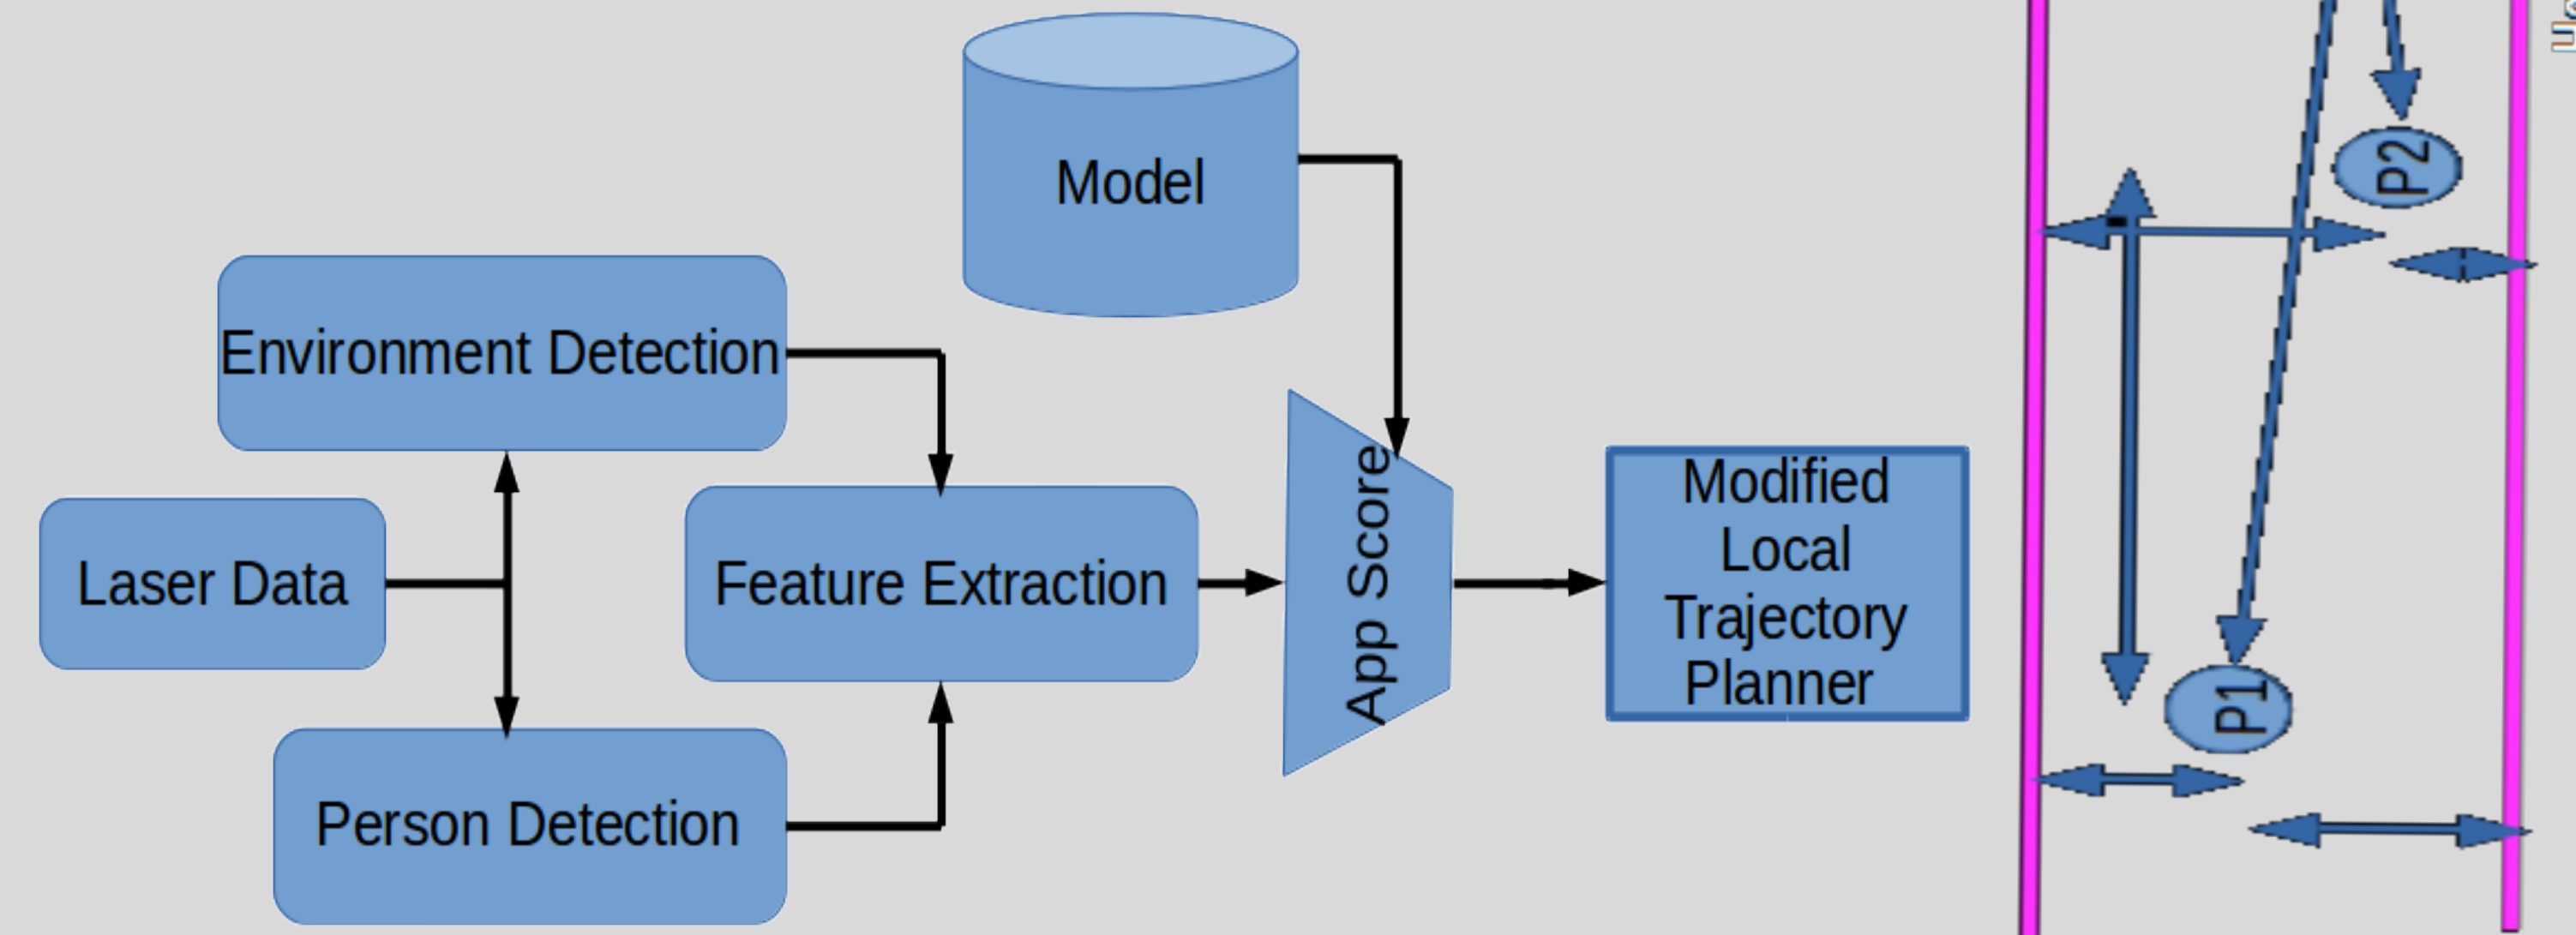 Model
Environment Detection
Laser Data
Feature Extraction
Person Detection
App Score
Modified
Local
Trajectory
Planner
P2
P1